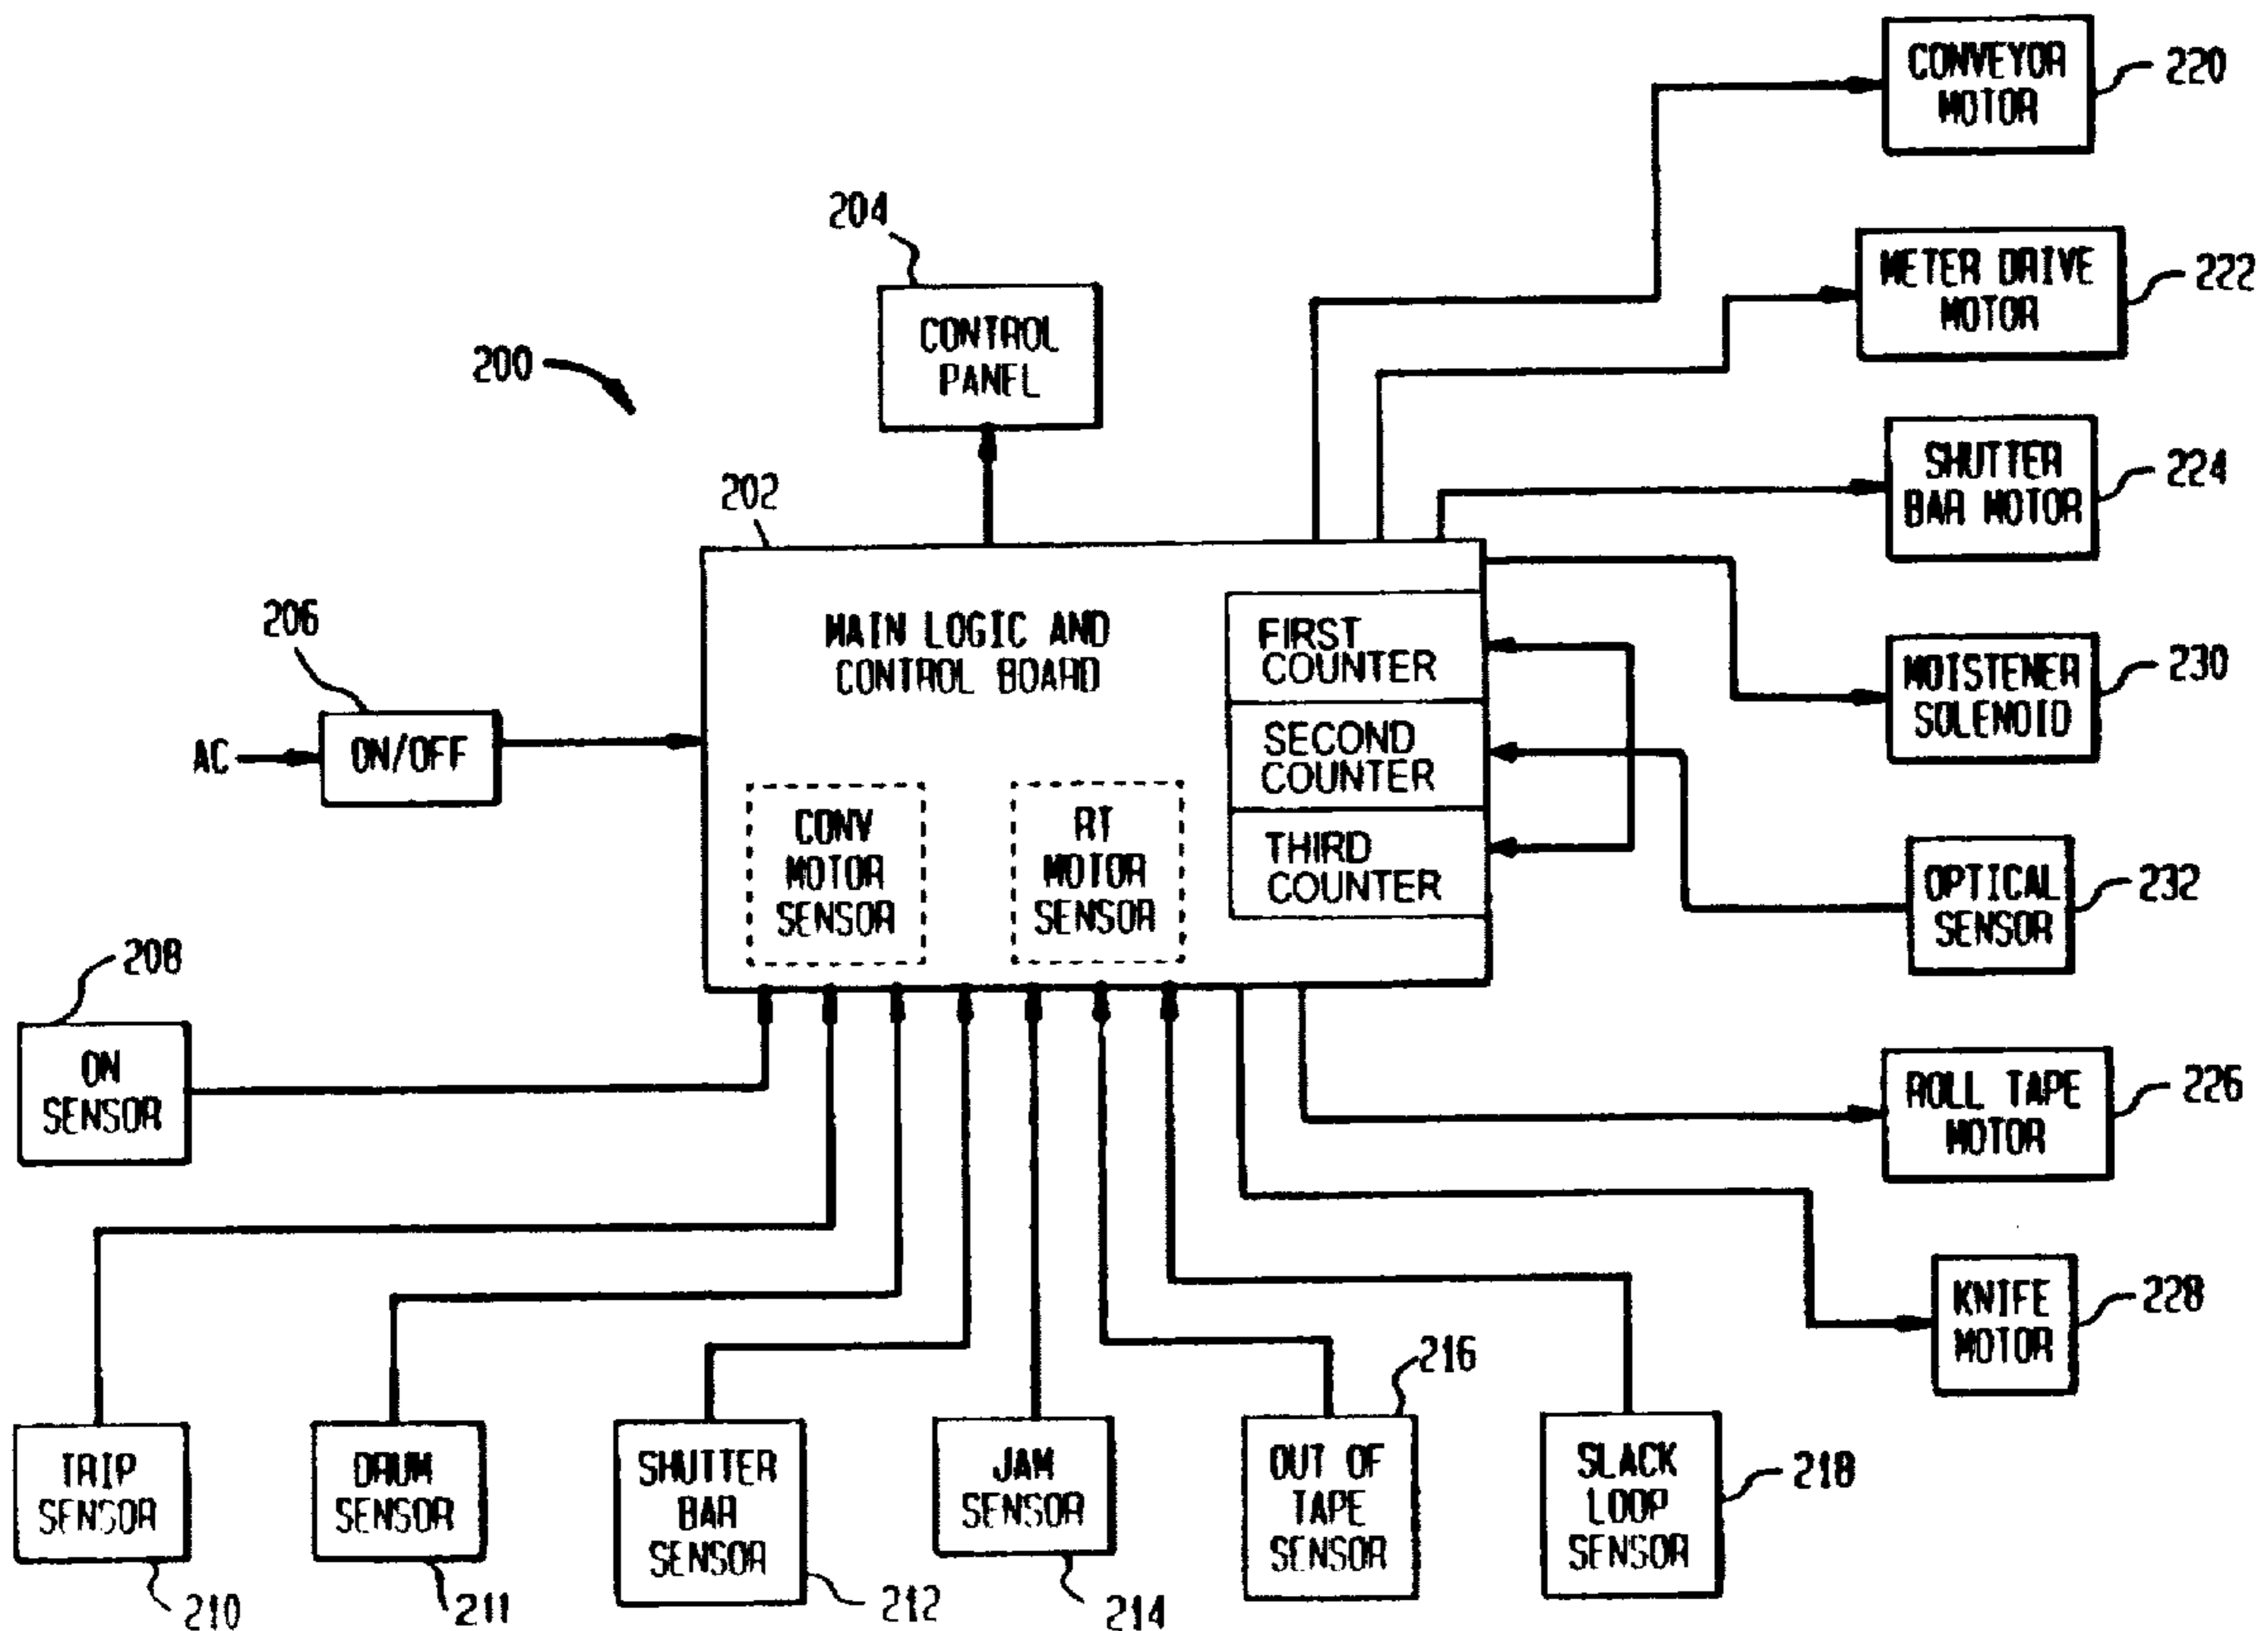 CONVEYOR
MOTOR
220
204
METER DRIVE
MOTOR
222
CONTROL
PANEL
200
SHUTTER
BAR MOTOR
224
202
206
MAIN LOGIC AND
CONTROL BOARD
FIRST
COUNTER
MOISTENER
SOLENOID
230
AC
ON/OFF
SECOND
COUNTER
CONV
MOTOR
SENSOR
RT
MOTOR
SENSOR
THIRD
COUNTER
OPTICAL
SENSOR
232
208
ON
SENSOR
ROLL TAPE
MOTOR
226
KNIFE
MOTOR
228
216
TRIP
SENSOR
210
DRUM
SENSOR
211
SHUTTER
BAR
SENSOR
212
JAM
SENSOR
214
OUT OF
TAPE
SENSOR
SLACK
LOOP
SENSOR
218